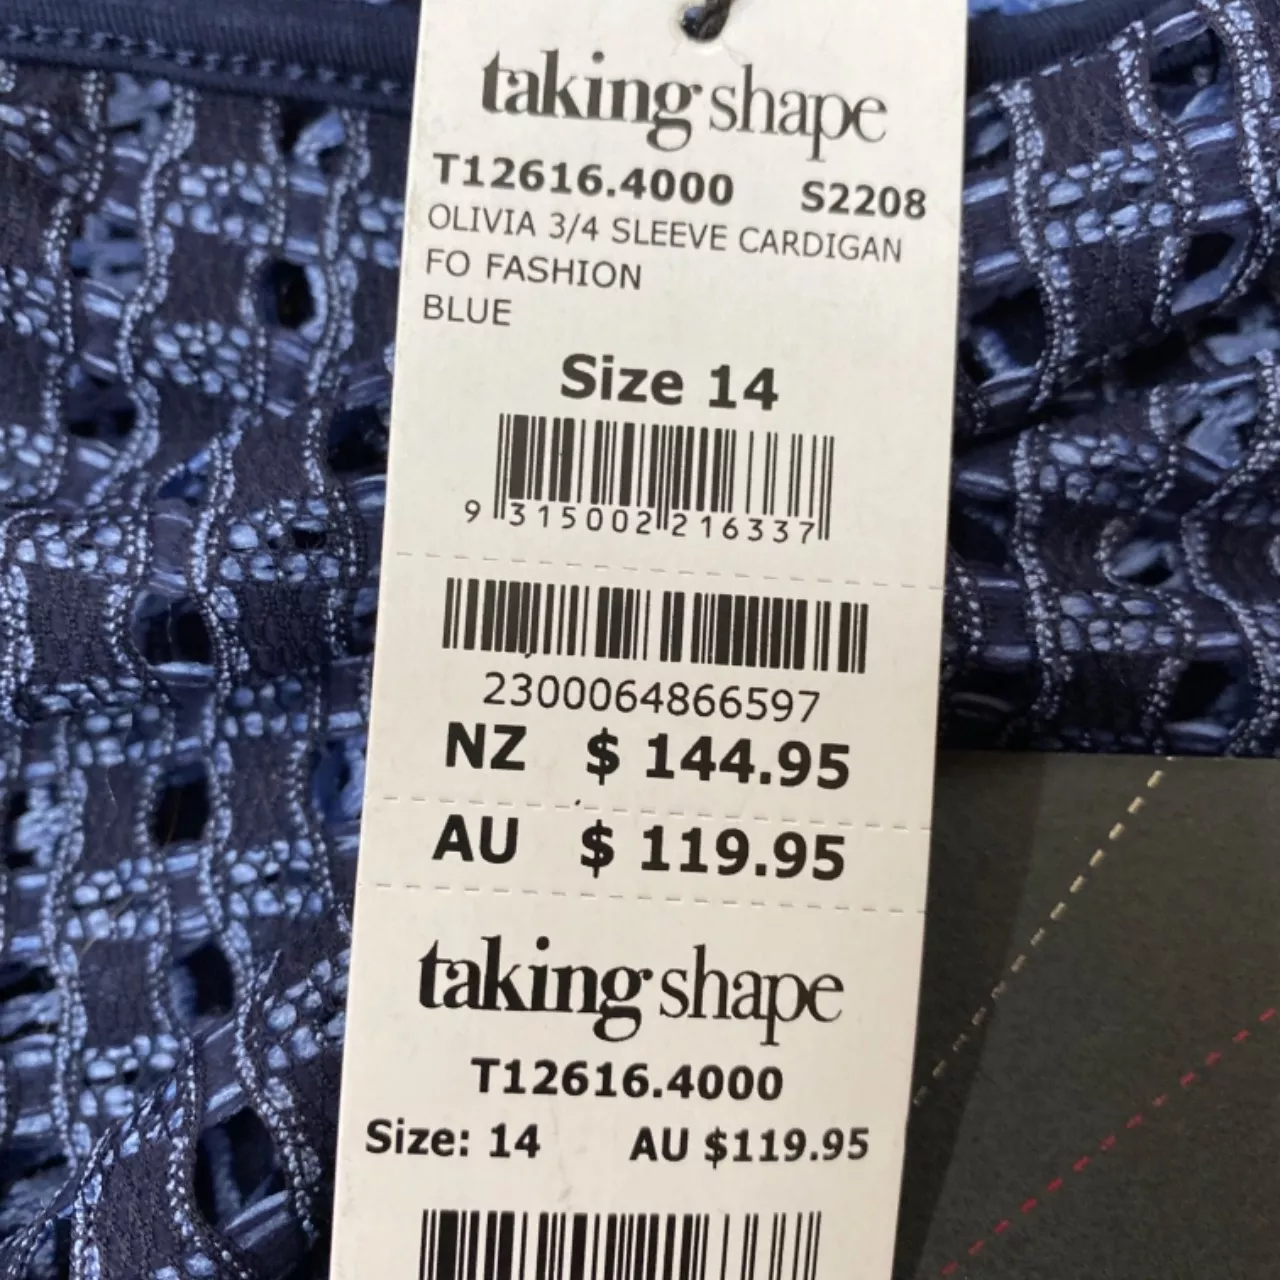 taking shape
T12616.4000 S2208
OLIVIA 3/4 SLEEVE CARDIGAN
FO FASHION
BLUE
Size 14
9 315002 216337
2300064866597
NZ $ 144.95
AU $ 119.95
taking shape
T12616.4000
Size: 14 AU $119.95